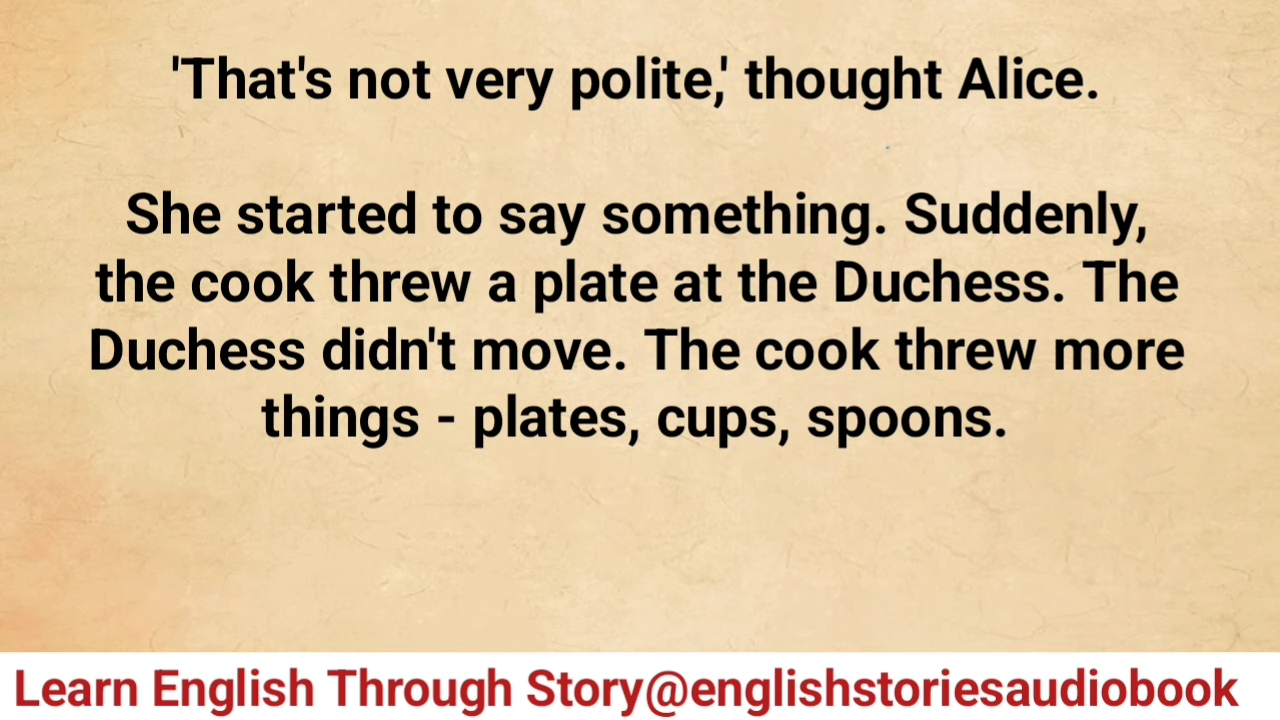 'That's not very polite,' thought Alice.
She started to say something. Suddenly,
the cook threw a plate at the Duchess. The
Duchess didn't move. The cook threw more
things - plates, cups, spoons.
Learn English Through Story@englishstoriesaudiobook